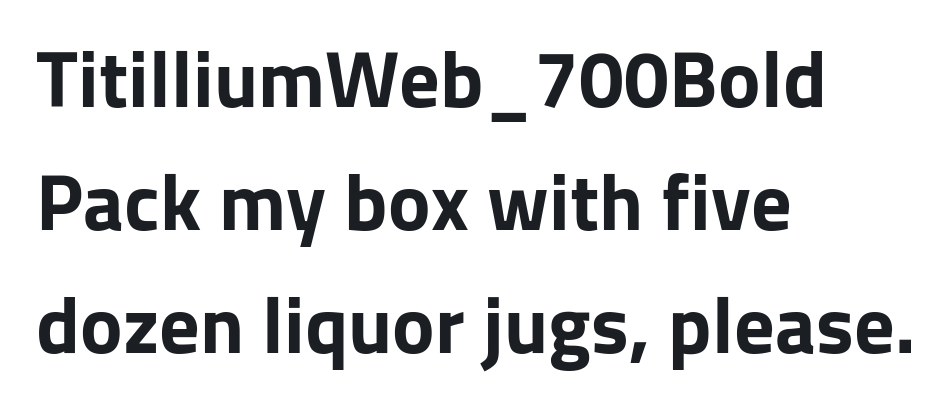 TitilliumWeb_700Bold
Pack my box with five
dozen liquor jugs, please.